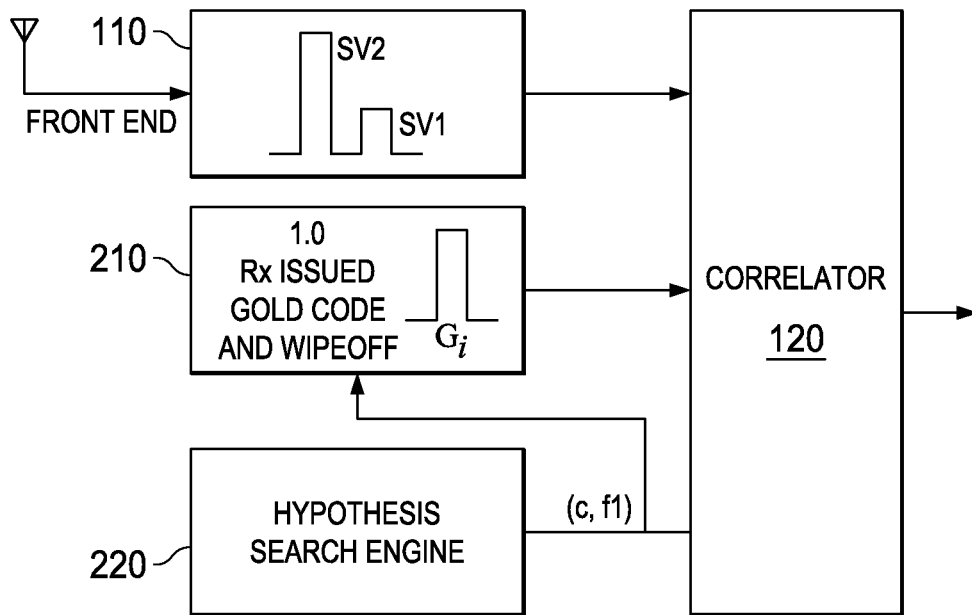 110
SV2
SV1
FRONT END
210
1.0
Rx ISSUED
GOLD CODE
AND WIPEOFF
Gi
CORRELATOR
120
(c, f1)
HYPOTHESIS
SEARCH ENGINE
220